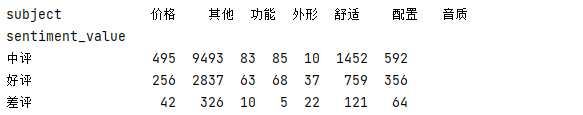 subject 价格 其他 功能 外形 舒适 配置 音质
sentiment_value
中评 495 9493 83 85 10 1452 592
好评 256 2837 63 68 37 759 356
差评 42 326 10 5 22 121 64